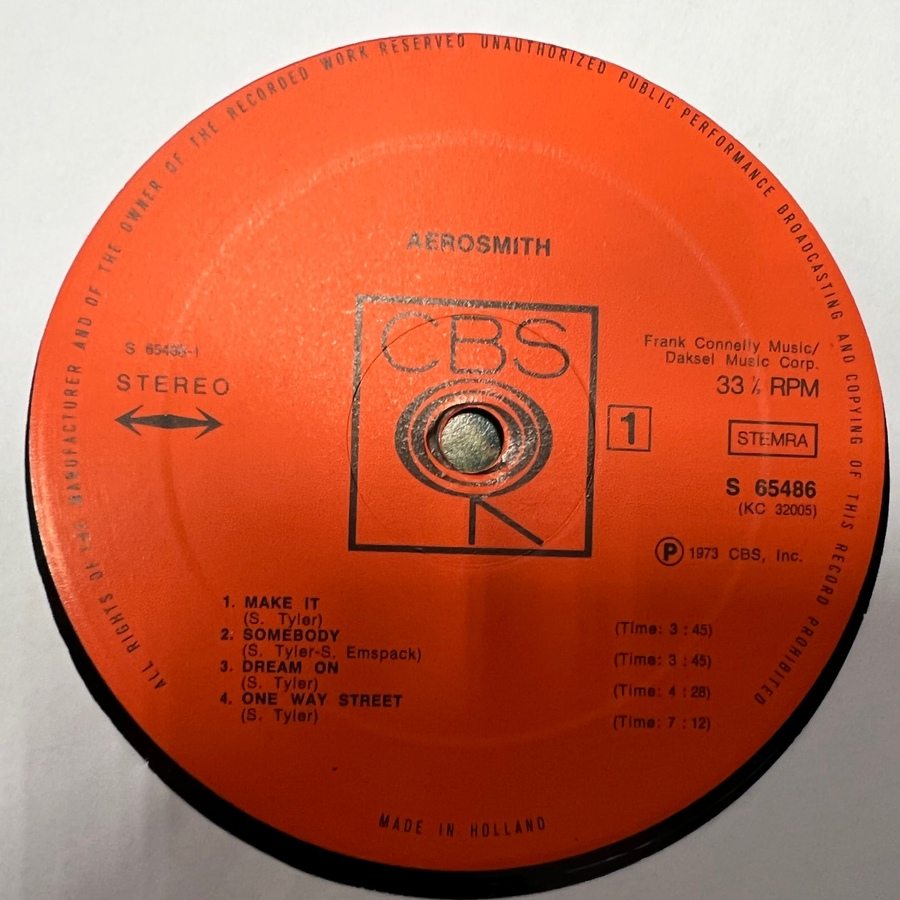 ALL RIGHTS OF THE MANUFACTURER AND OF THE OWNER OF THE RECORDED WORK RESERVED UNAUTHORIZED PUBLIC PERFORMANCE BROADCASTING AND COPYING OF THIS RECORD PROHIBITED
AEROSMITH
CBS
S
STEREO
Frank Connelly Music/
Daksel Music Corp.
33 ⅓ RPM
1
STEMRA
S 65486
(KC 32005)
℗ 1973 CBS, Inc.
1. MAKE IT (Time: 3:45)
(S. Tyler)
2. SOMEBODY (Time: 3:45)
(S. Tyler-S. Emspack)
3. DREAM ON (Time: 4:28)
(S. Tyler)
4. ONE WAY STREET (Time: 7:12)
(S. Tyler)
MADE IN HOLLAND